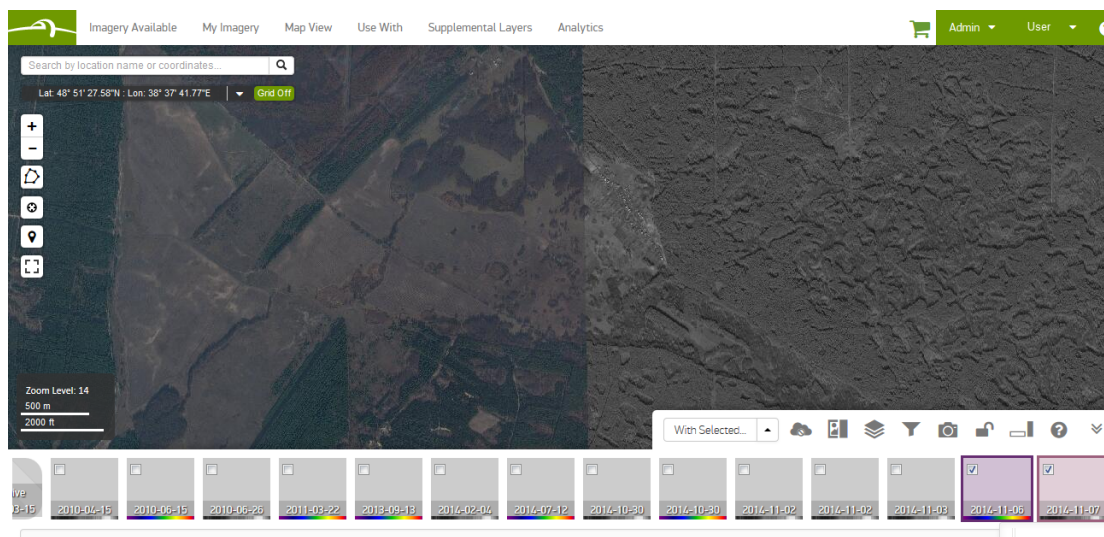 Imagery Available My Imagery Map View Use With Supplemental Layers Analytics Admin User
Search by location name or coordinates...
Lat: 48° 51' 27.58"N : Lon: 38° 37' 41.77"E Grid Off
+
-
Zoom Level: 14
500 m
2000 ft
With Selected...
2010-04-15 2010-06-15 2010-06-26 2011-03-22 2013-09-13 2014-02-04 2014-07-12 2014-10-30 2014-10-30 2014-11-02 2014-11-02 2014-11-03 2014-11-06 2014-11-07